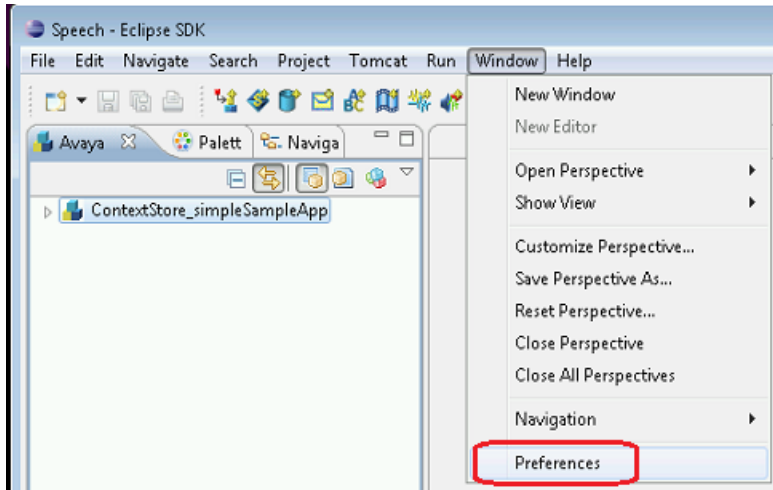 Speech - Eclipse SDK
File Edit Navigate Search Project Tomcat Run Window Help
New Window
New Editor
Avaya Palett Naviga
Open Perspective
Show View
ContextStore_simpleSampleApp
Customize Perspective...
Save Perspective As...
Reset Perspective...
Close Perspective
Close All Perspectives
Navigation
Preferences